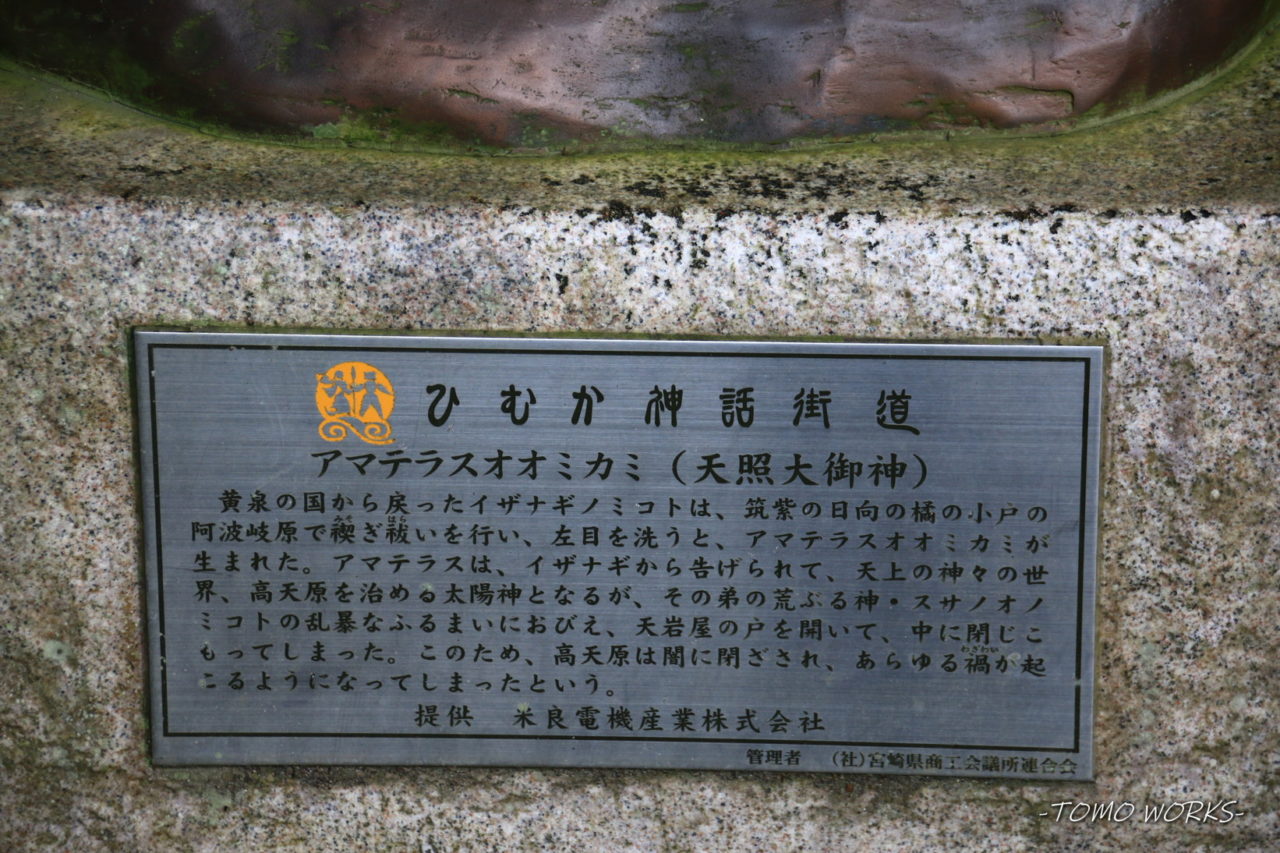 ひむか神話街道
アマテラスオオミカミ（天照大御神）
黄泉の国から戻ったイザナギノミコトは、筑紫の日向の橘の小戸の
阿波岐原で禊ぎ祓いを行い、左目を洗うと、アマテラスオオミカミが
生まれた。アマテラスは、イザナギから告げられて、天上の神々の世
界、高天原を治める太陽神となるが、その弟の荒ぶる神・スサノオノ
ミコトの乱暴なふるまいにおびえ、天岩屋の戸を開いて、中に閉じこ
もってしまった。このため、高天原は闇に閉ざされ、あらゆる禍が起
こるようになってしまったという。
提供　米良電機産業株式会社
管理者　（社）宮崎県商工会議所連合会
-TOMO WORKS-